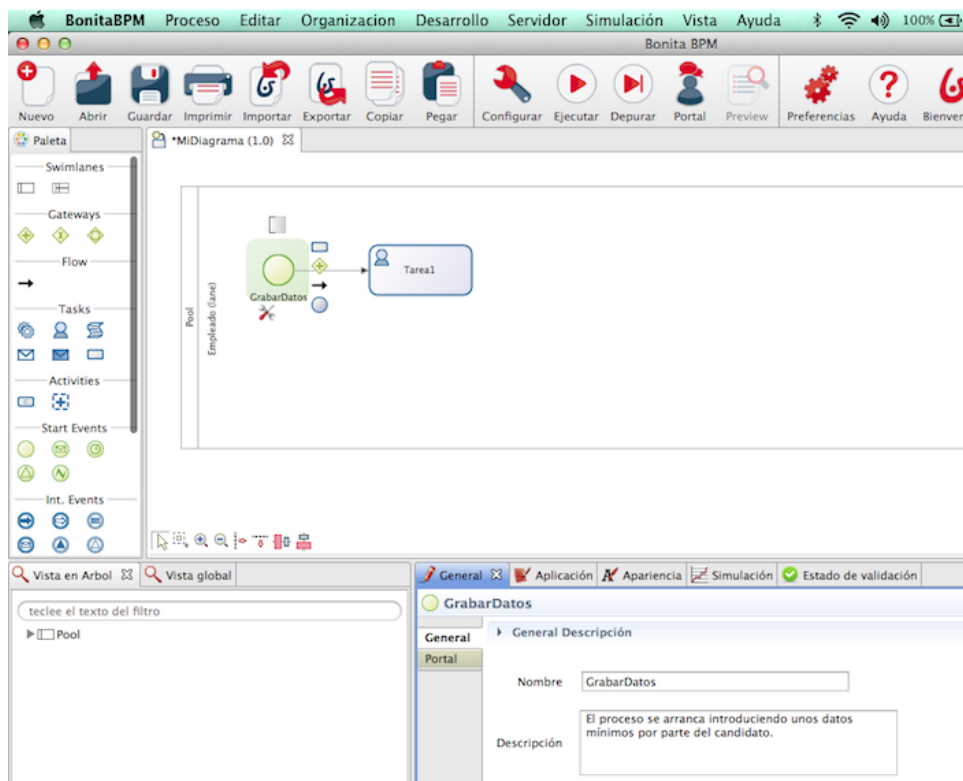 BonitaBPM Proceso Editar Organizacion Desarrollo Servidor Simulación Vista Ayuda 100%
Bonita BPM
Nuevo Abrir Guardar Imprimir Importar Exportar Copiar Pegar Configurar Ejecutar Depurar Portal Preview Preferencias Ayuda
Paleta
*MiDiagrama (1.0)
Swimlanes
Gateways
Flow
Tasks
Activities
Start Events
Int. Events
Pool
Empleado (lane)
GrabarDatos
Tarea1
Vista en Arbol Vista global
teclee el texto del filtro
Pool
General Aplicación Apariencia Simulación Estado de validación
GrabarDatos
General
Portal
General Descripción
Nombre GrabarDatos
Descripción
El proceso se arranca introduciendo unos datos
mínimos por parte del candidato.